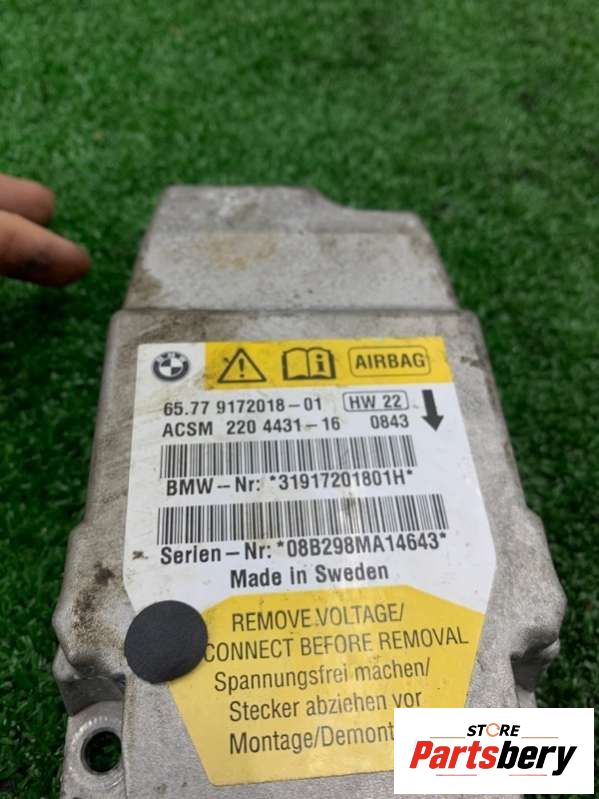 BMW AIRBAG
65.77 9172018-01 HW 22
ACSM 220 4431-16 0843
BMW-Nr: *31917201801H*
Serien-Nr: *08B298MA14643*
Made in Sweden
REMOVE VOLTAGE/
CONNECT BEFORE REMOVAL
Spannungsfrei machen/
Stecker abziehen vor
Montage/Demont
STORE
Partsbery